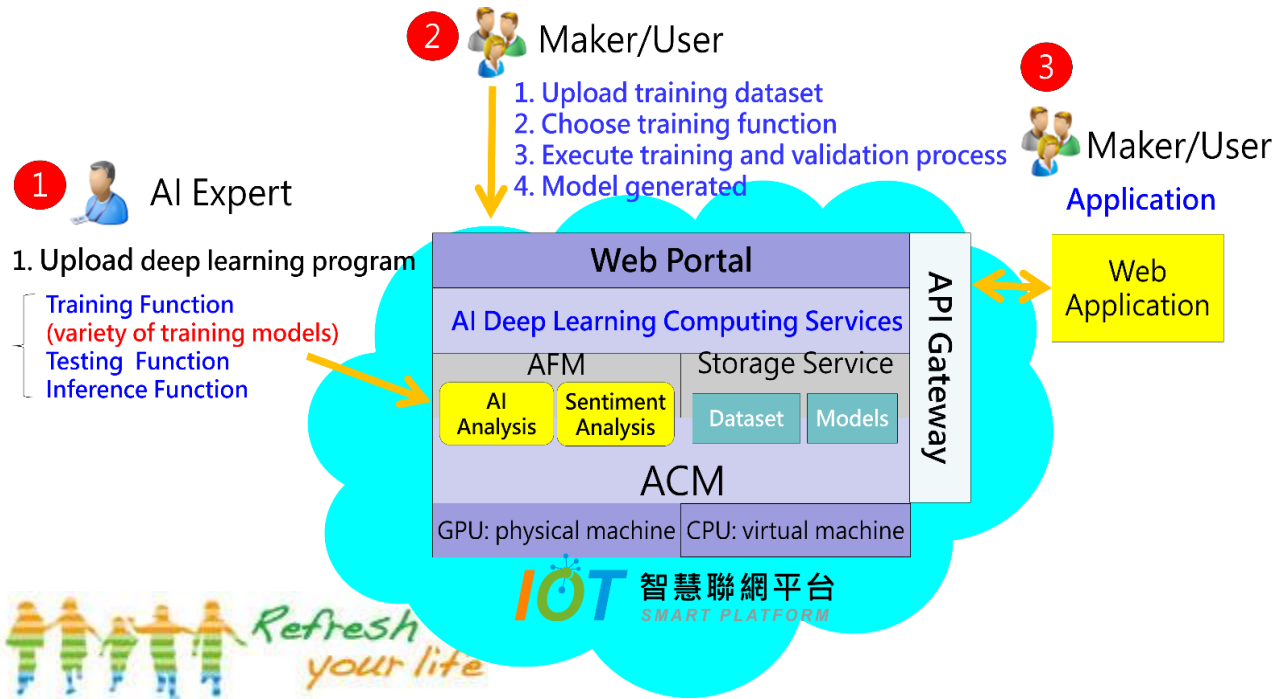 1
AI Expert
1. Upload deep learning program
Training Function
(variety of training models)
Testing Function
Inference Function
2
Maker/User
1. Upload training dataset
2. Choose training function
3. Execute training and validation process
4. Model generated
3
Maker/User
Application
Web
Application
Web Portal
AI Deep Learning Computing Services
AFM
AI
Analysis
Sentiment
Analysis
Storage Service
Dataset
Models
ACM
GPU: physical machine
CPU: virtual machine
API Gateway
IOT 智慧聯網平台
SMART PLATFORM
Refresh
your life